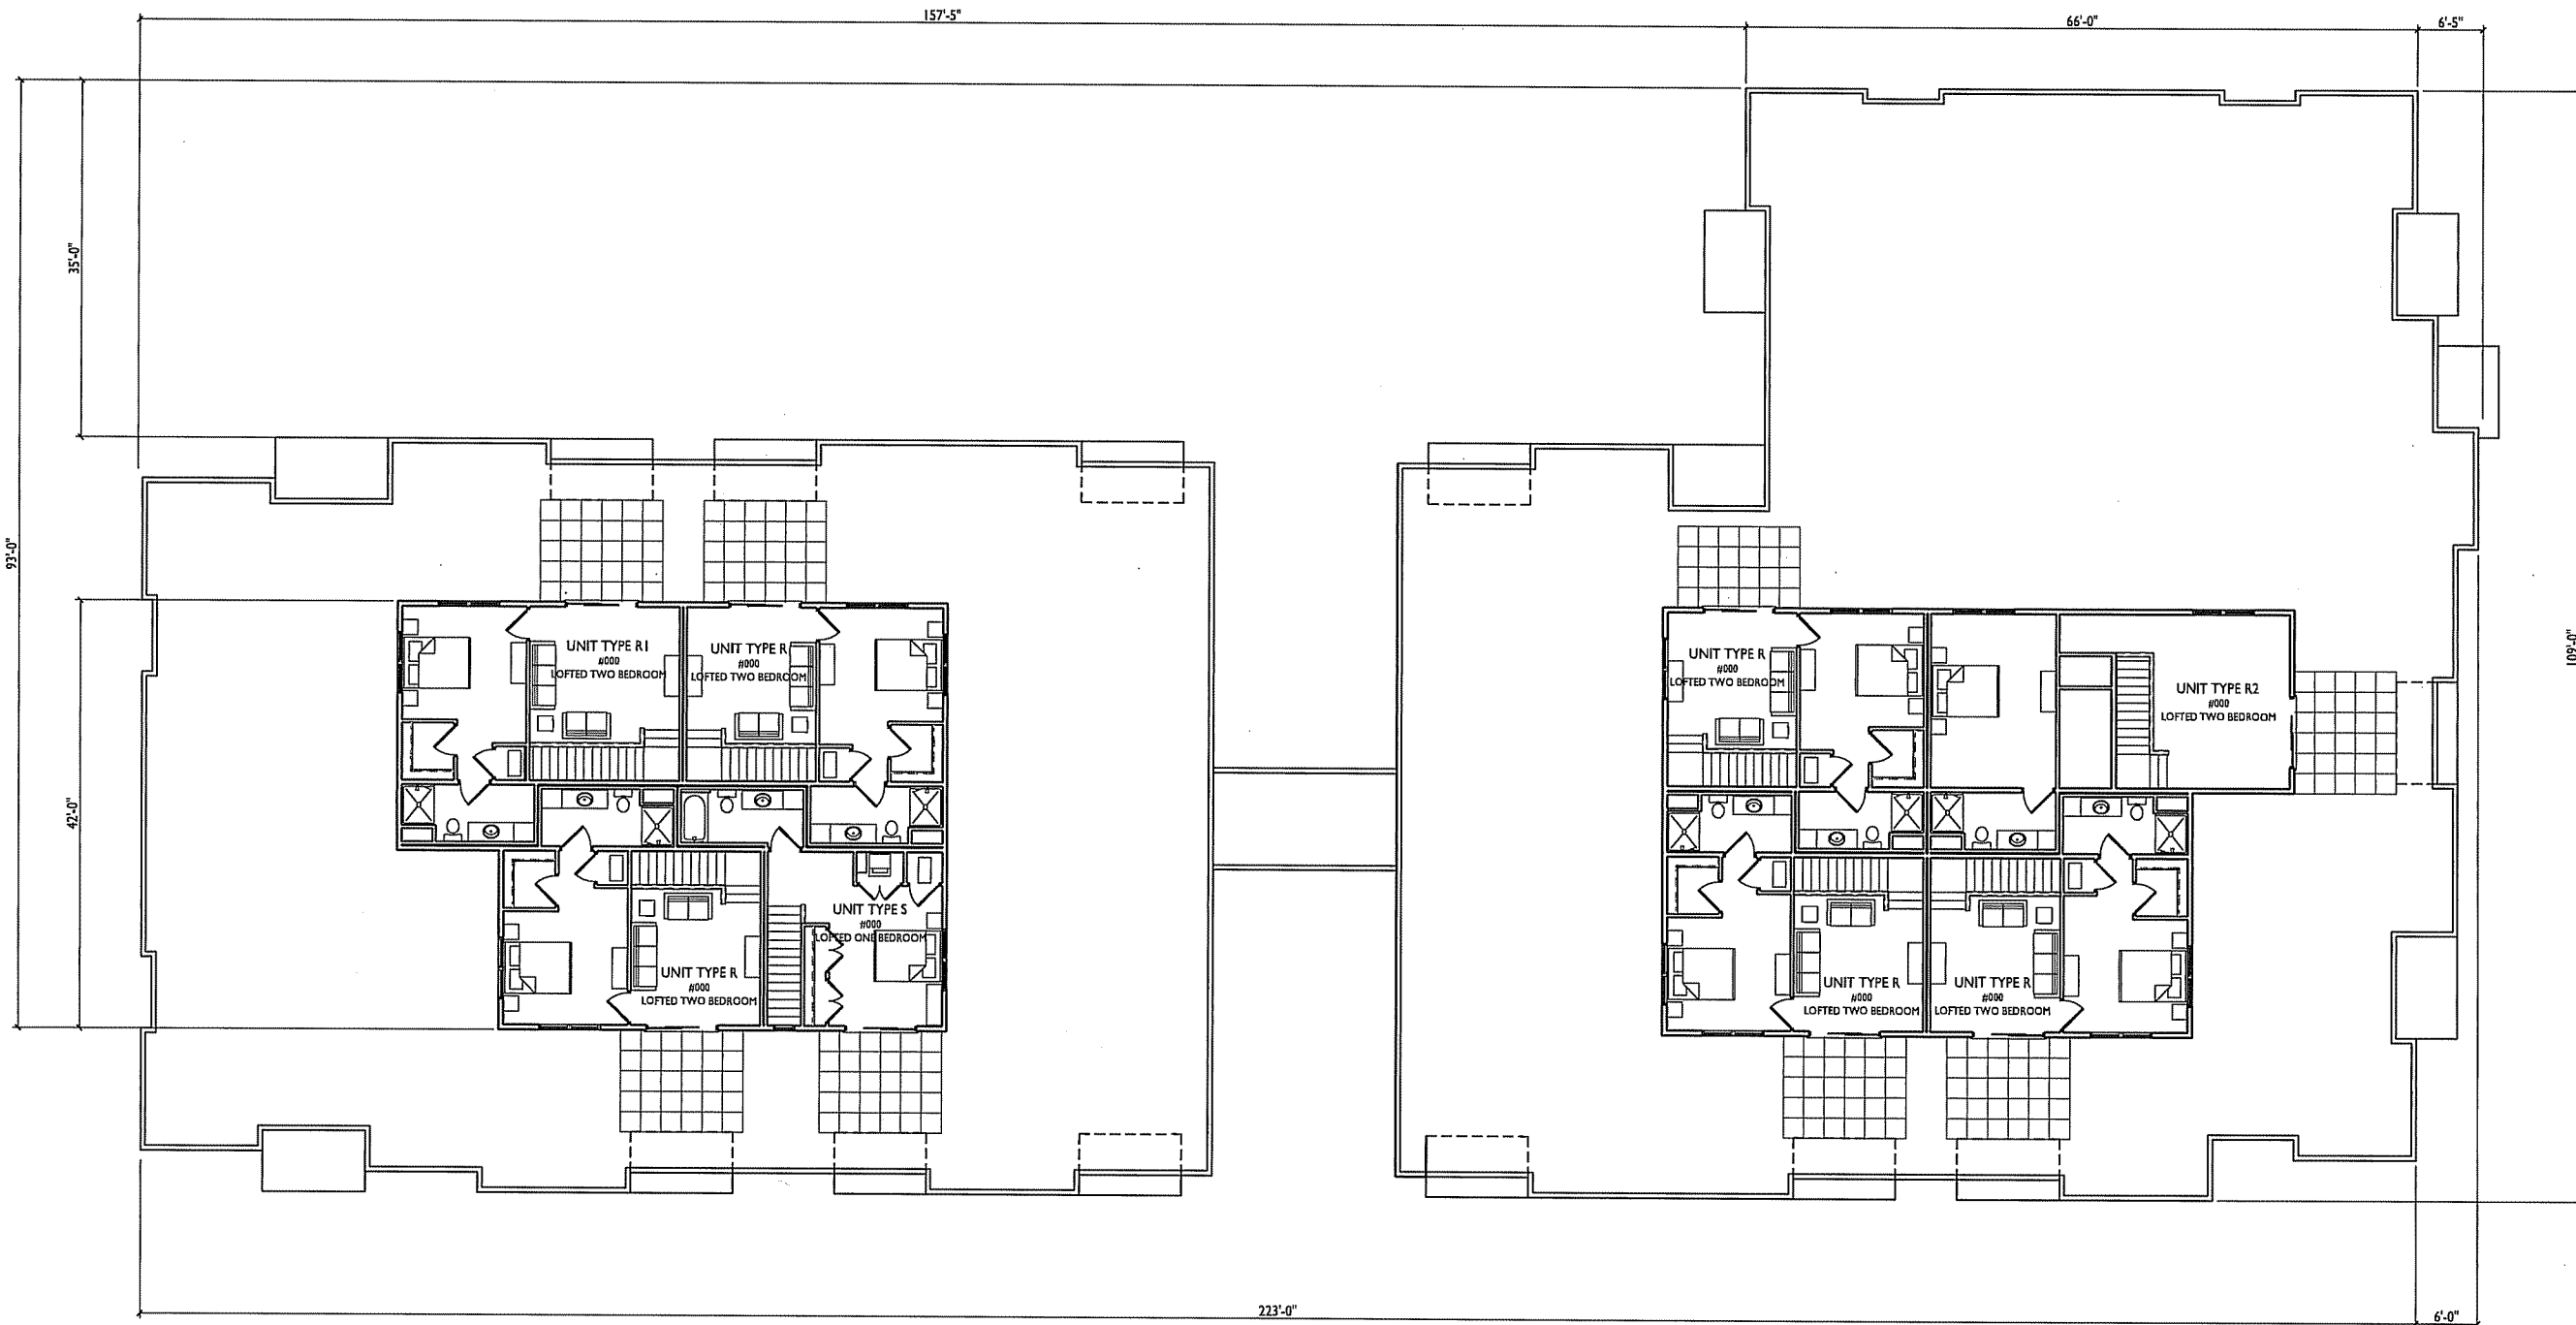 157'-5"
66'-0"
6'-5"
35'-0"
93'-0"
42'-0"
109'-0"
UNIT TYPE R1
#000
LOFTED TWO BEDROOM
UNIT TYPE R
#000
LOFTED TWO BEDROOM
UNIT TYPE R
#000
LOFTED TWO BEDROOM
UNIT TYPE R2
#000
LOFTED TWO BEDROOM
UNIT TYPE R
#000
LOFTED TWO BEDROOM
UNIT TYPE S
#000
LOFTED ONE BEDROOM
UNIT TYPE R
#000
LOFTED TWO BEDROOM
UNIT TYPE R
#000
LOFTED TWO BEDROOM
223'-0"
6'-0"